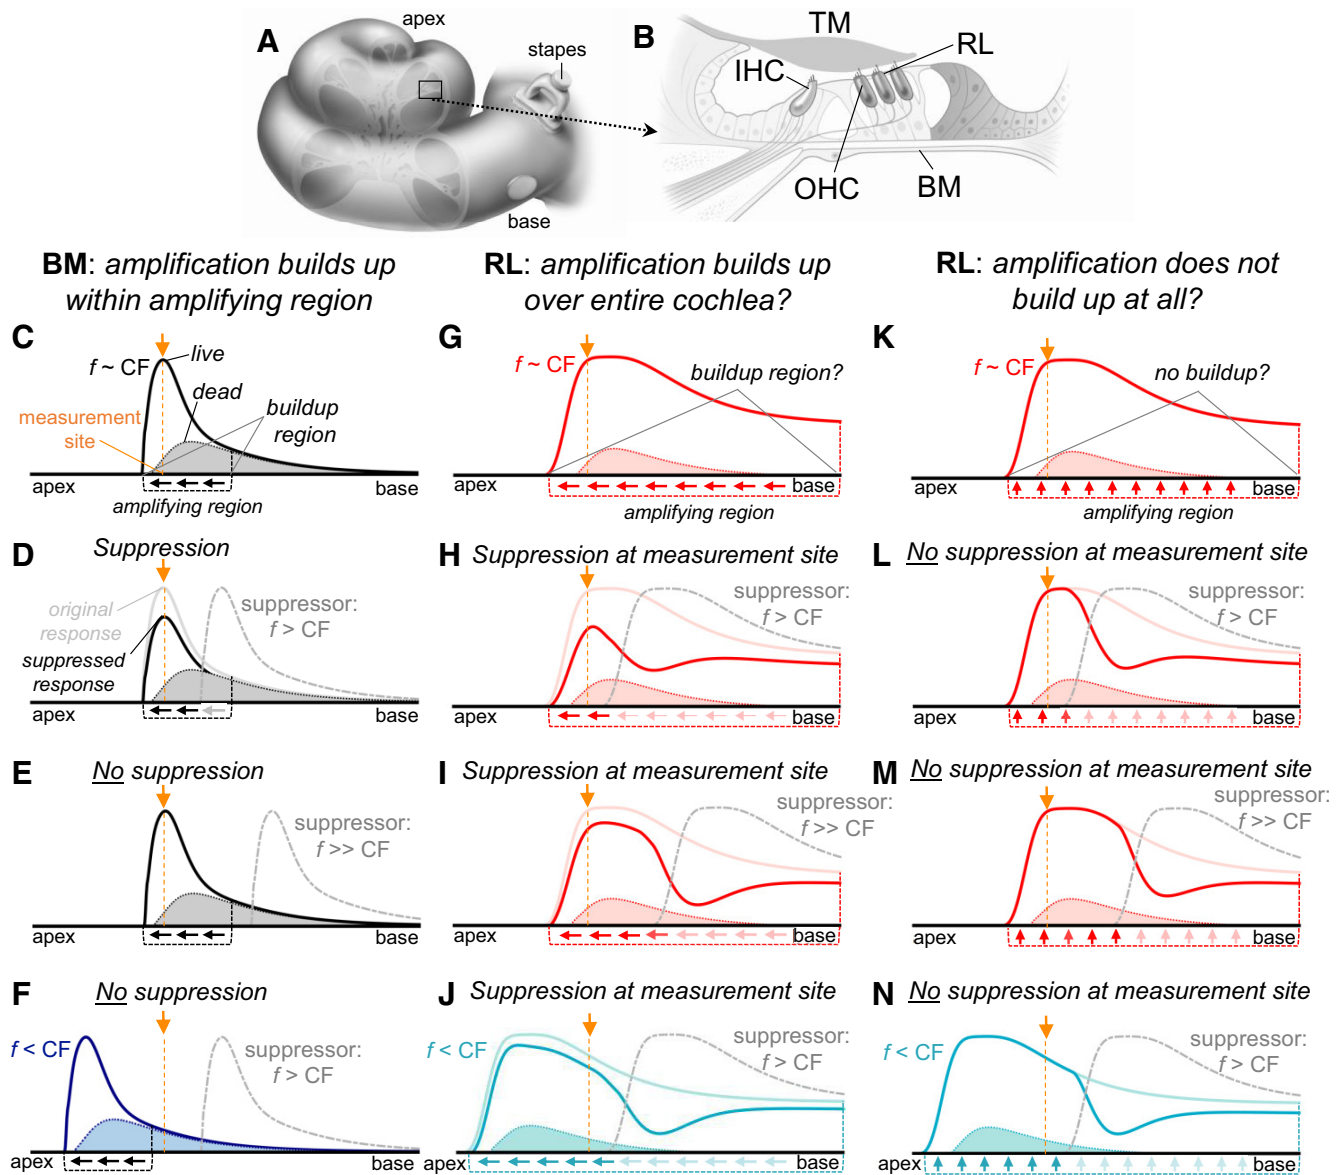 A
apex
stapes
base
B
TM
RL
IHC
OHC
BM
BM: amplification builds up
within amplifying region
RL: amplification builds up
over entire cochlea?
RL: amplification does not
build up at all?
C
f ~ CF
live
dead
measurement
site
buildup
region
apex
base
amplifying region
G
f ~ CF
buildup region?
apex
base
amplifying region
K
f ~ CF
no buildup?
apex
base
amplifying region
D
Suppression
original
response
suppressed
response
suppressor:
f > CF
apex
base
H
Suppression at measurement site
suppressor:
f > CF
apex
base
L
No suppression at measurement site
suppressor:
f > CF
apex
base
E
No suppression
suppressor:
f >> CF
apex
base
I
Suppression at measurement site
suppressor:
f >> CF
apex
base
M
No suppression at measurement site
suppressor:
f >> CF
apex
base
F
No suppression
f < CF
suppressor:
f > CF
apex
base
J
Suppression at measurement site
f < CF
suppressor:
f > CF
apex
base
N
No suppression at measurement site
f < CF
suppressor:
f > CF
apex
base